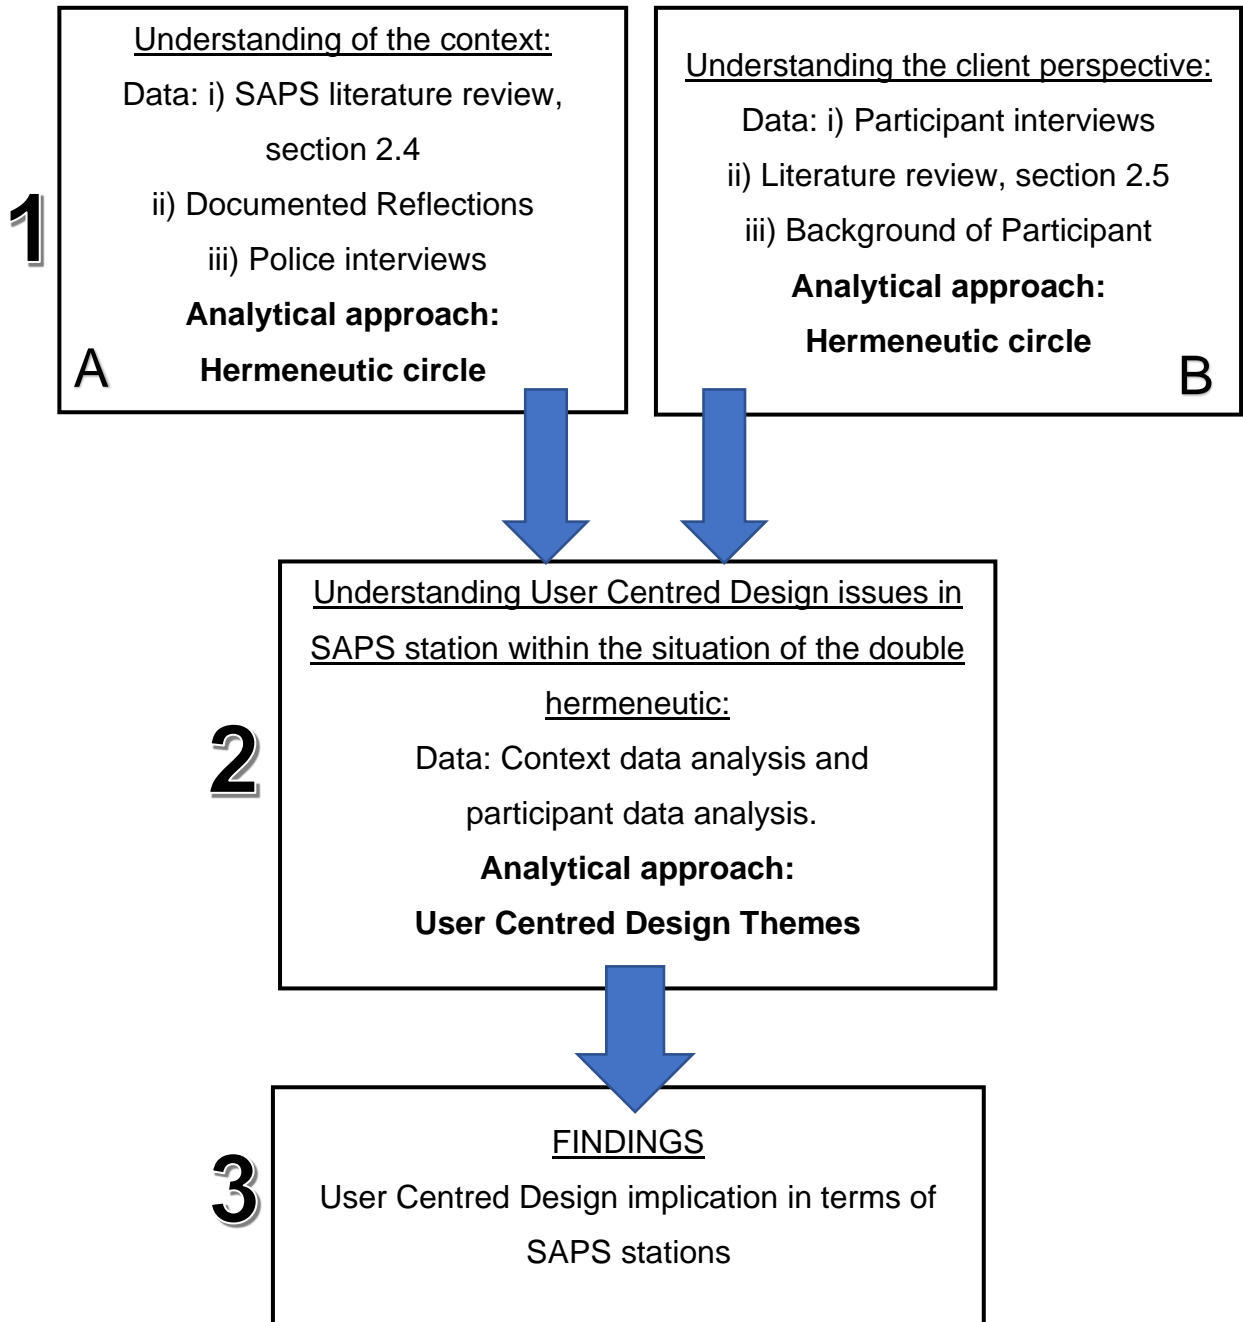 1
Understanding of the context:
Data: i) SAPS literature review,
section 2.4
ii) Documented Reflections
iii) Police interviews
Analytical approach:
Hermeneutic circle
A
Understanding the client perspective:
Data: i) Participant interviews
ii) Literature review, section 2.5
iii) Background of Participant
Analytical approach:
Hermeneutic circle
B
2
Understanding User Centred Design issues in
SAPS station within the situation of the double
hermeneutic:
Data: Context data analysis and
participant data analysis.
Analytical approach:
User Centred Design Themes
3
FINDINGS
User Centred Design implication in terms of
SAPS stations